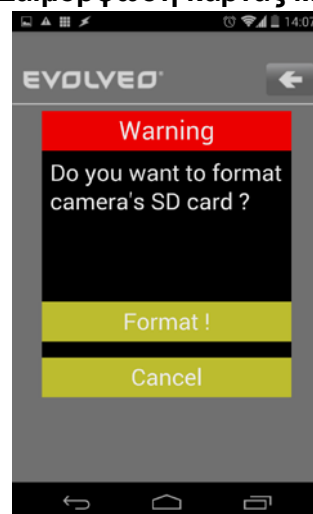 14:07
EVOLVEO
Warning
Do you want to format
camera's SD card ?
Format !
Cancel